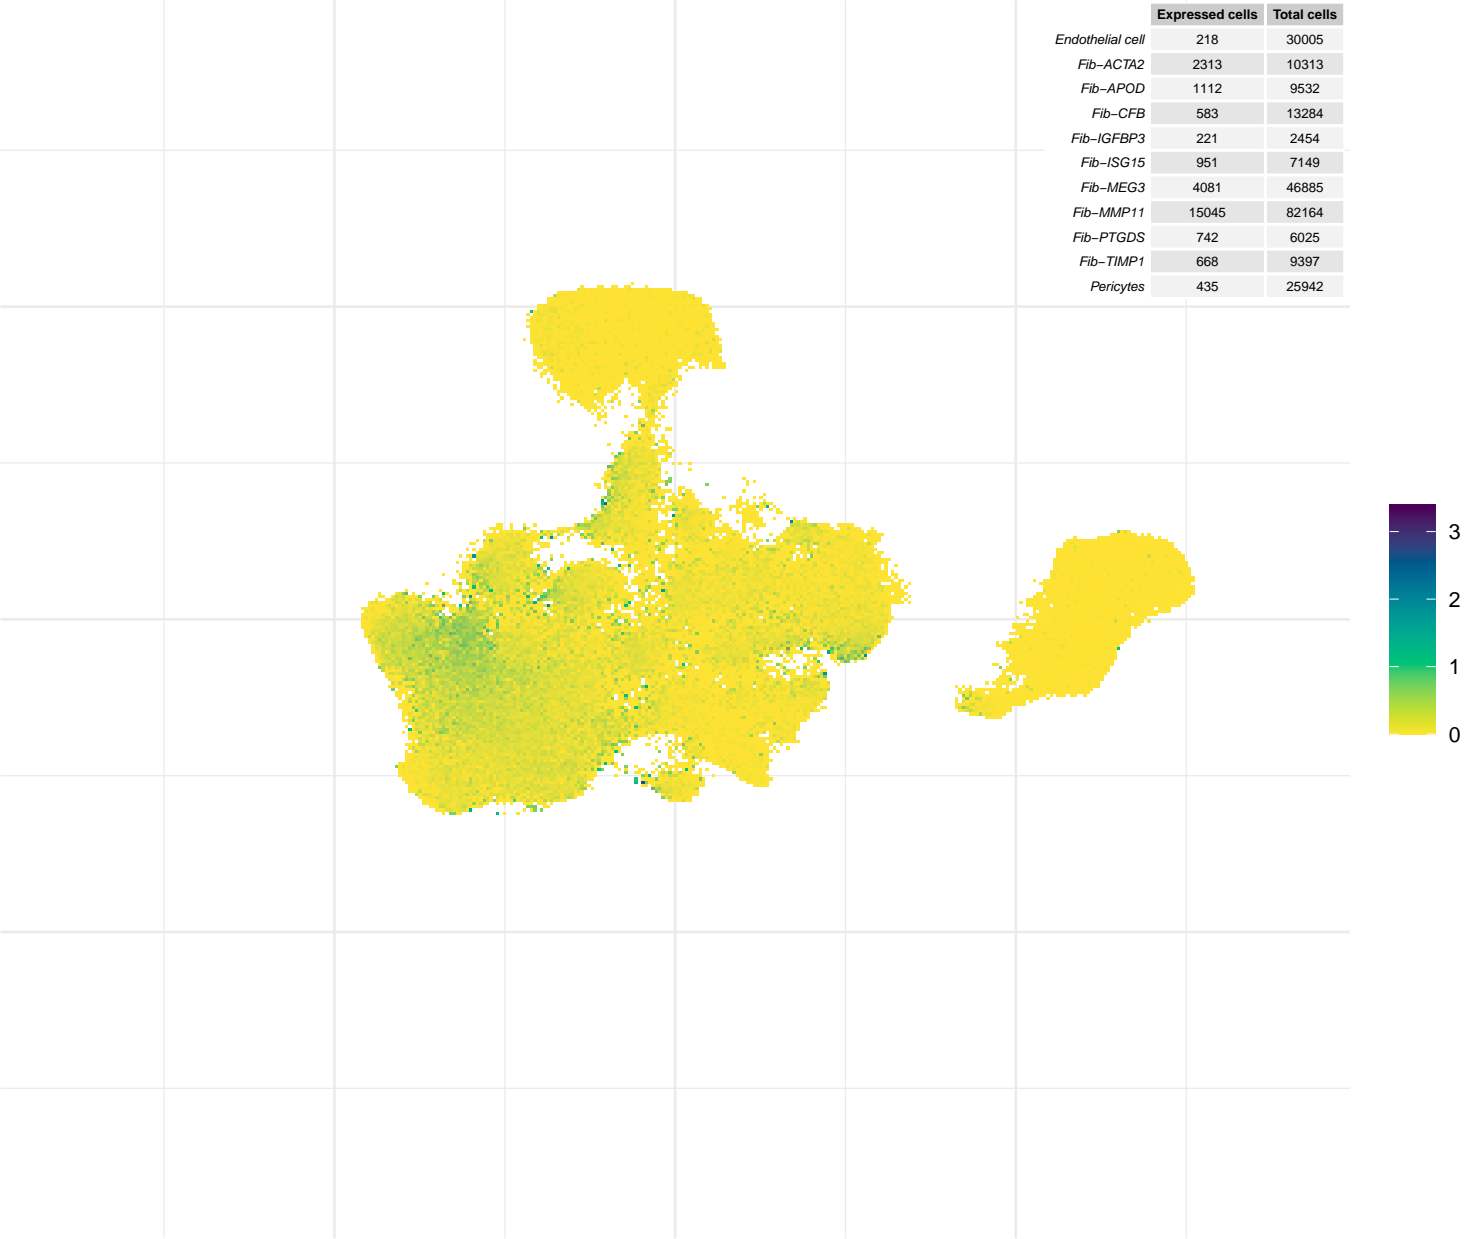 Expressed cells Total cells
Endothelial cell 218 30005
Fib−ACTA2 2313 10313
Fib−APOD 1112 9532
Fib−CFB 583 13284
Fib−IGFBP3 221 2454
Fib−ISG15 951 7149
Fib−MEG3 4081 46885
Fib−MMP11 15045 82164
Fib−PTGDS 742 6025
Fib−TIMP1 668 9397
Pericytes 435 25942
3
2
1
0